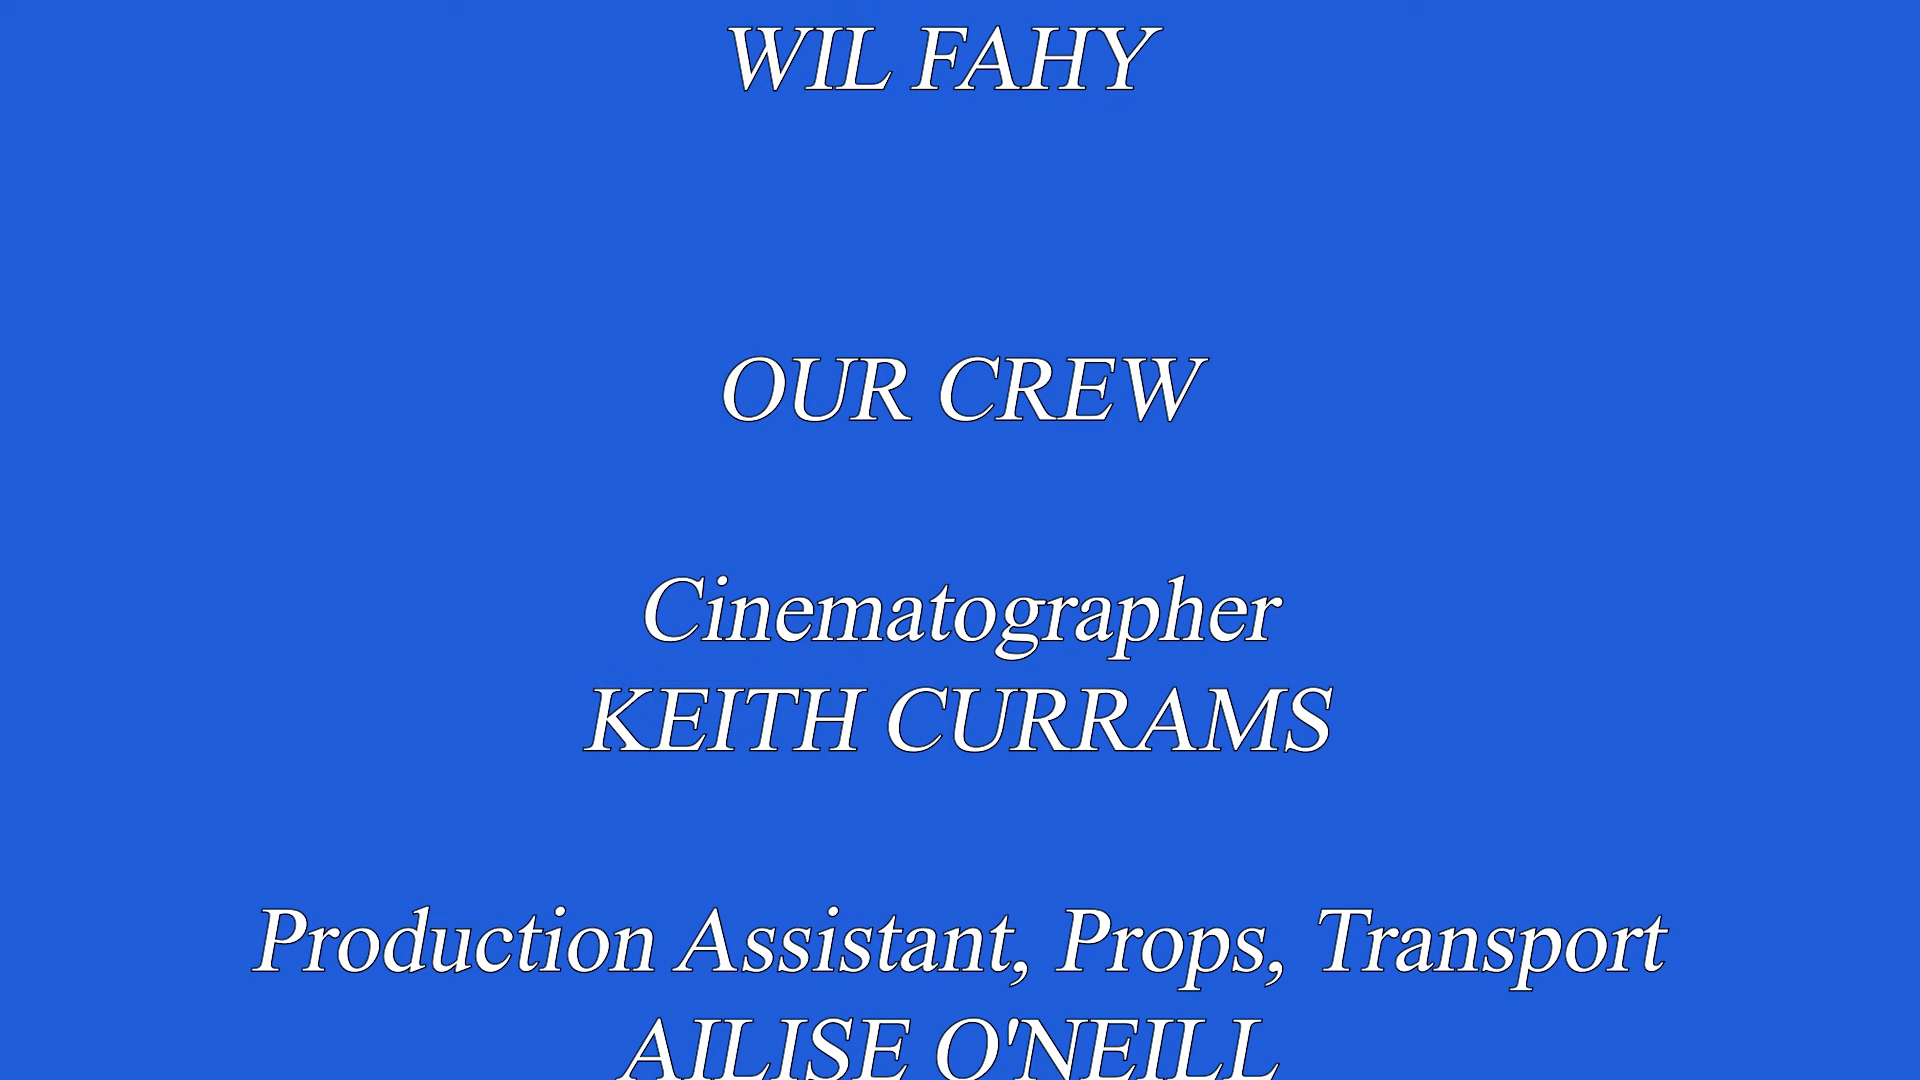 WIL FAHY
OUR CREW
Cinematographer
KEITH CURRAMS
Production Assistant, Props, Transport
AILISE O'NEILL